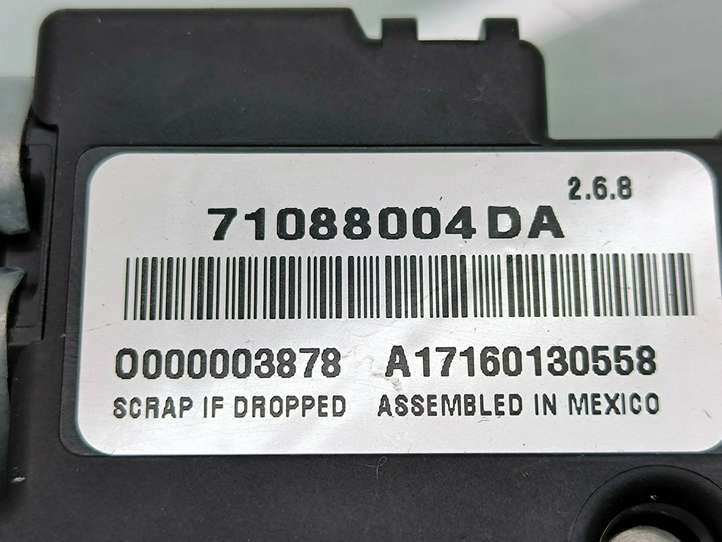 2.6.8
71088004DA
0000003878 A17160130558
SCRAP IF DROPPED ASSEMBLED IN MEXICO